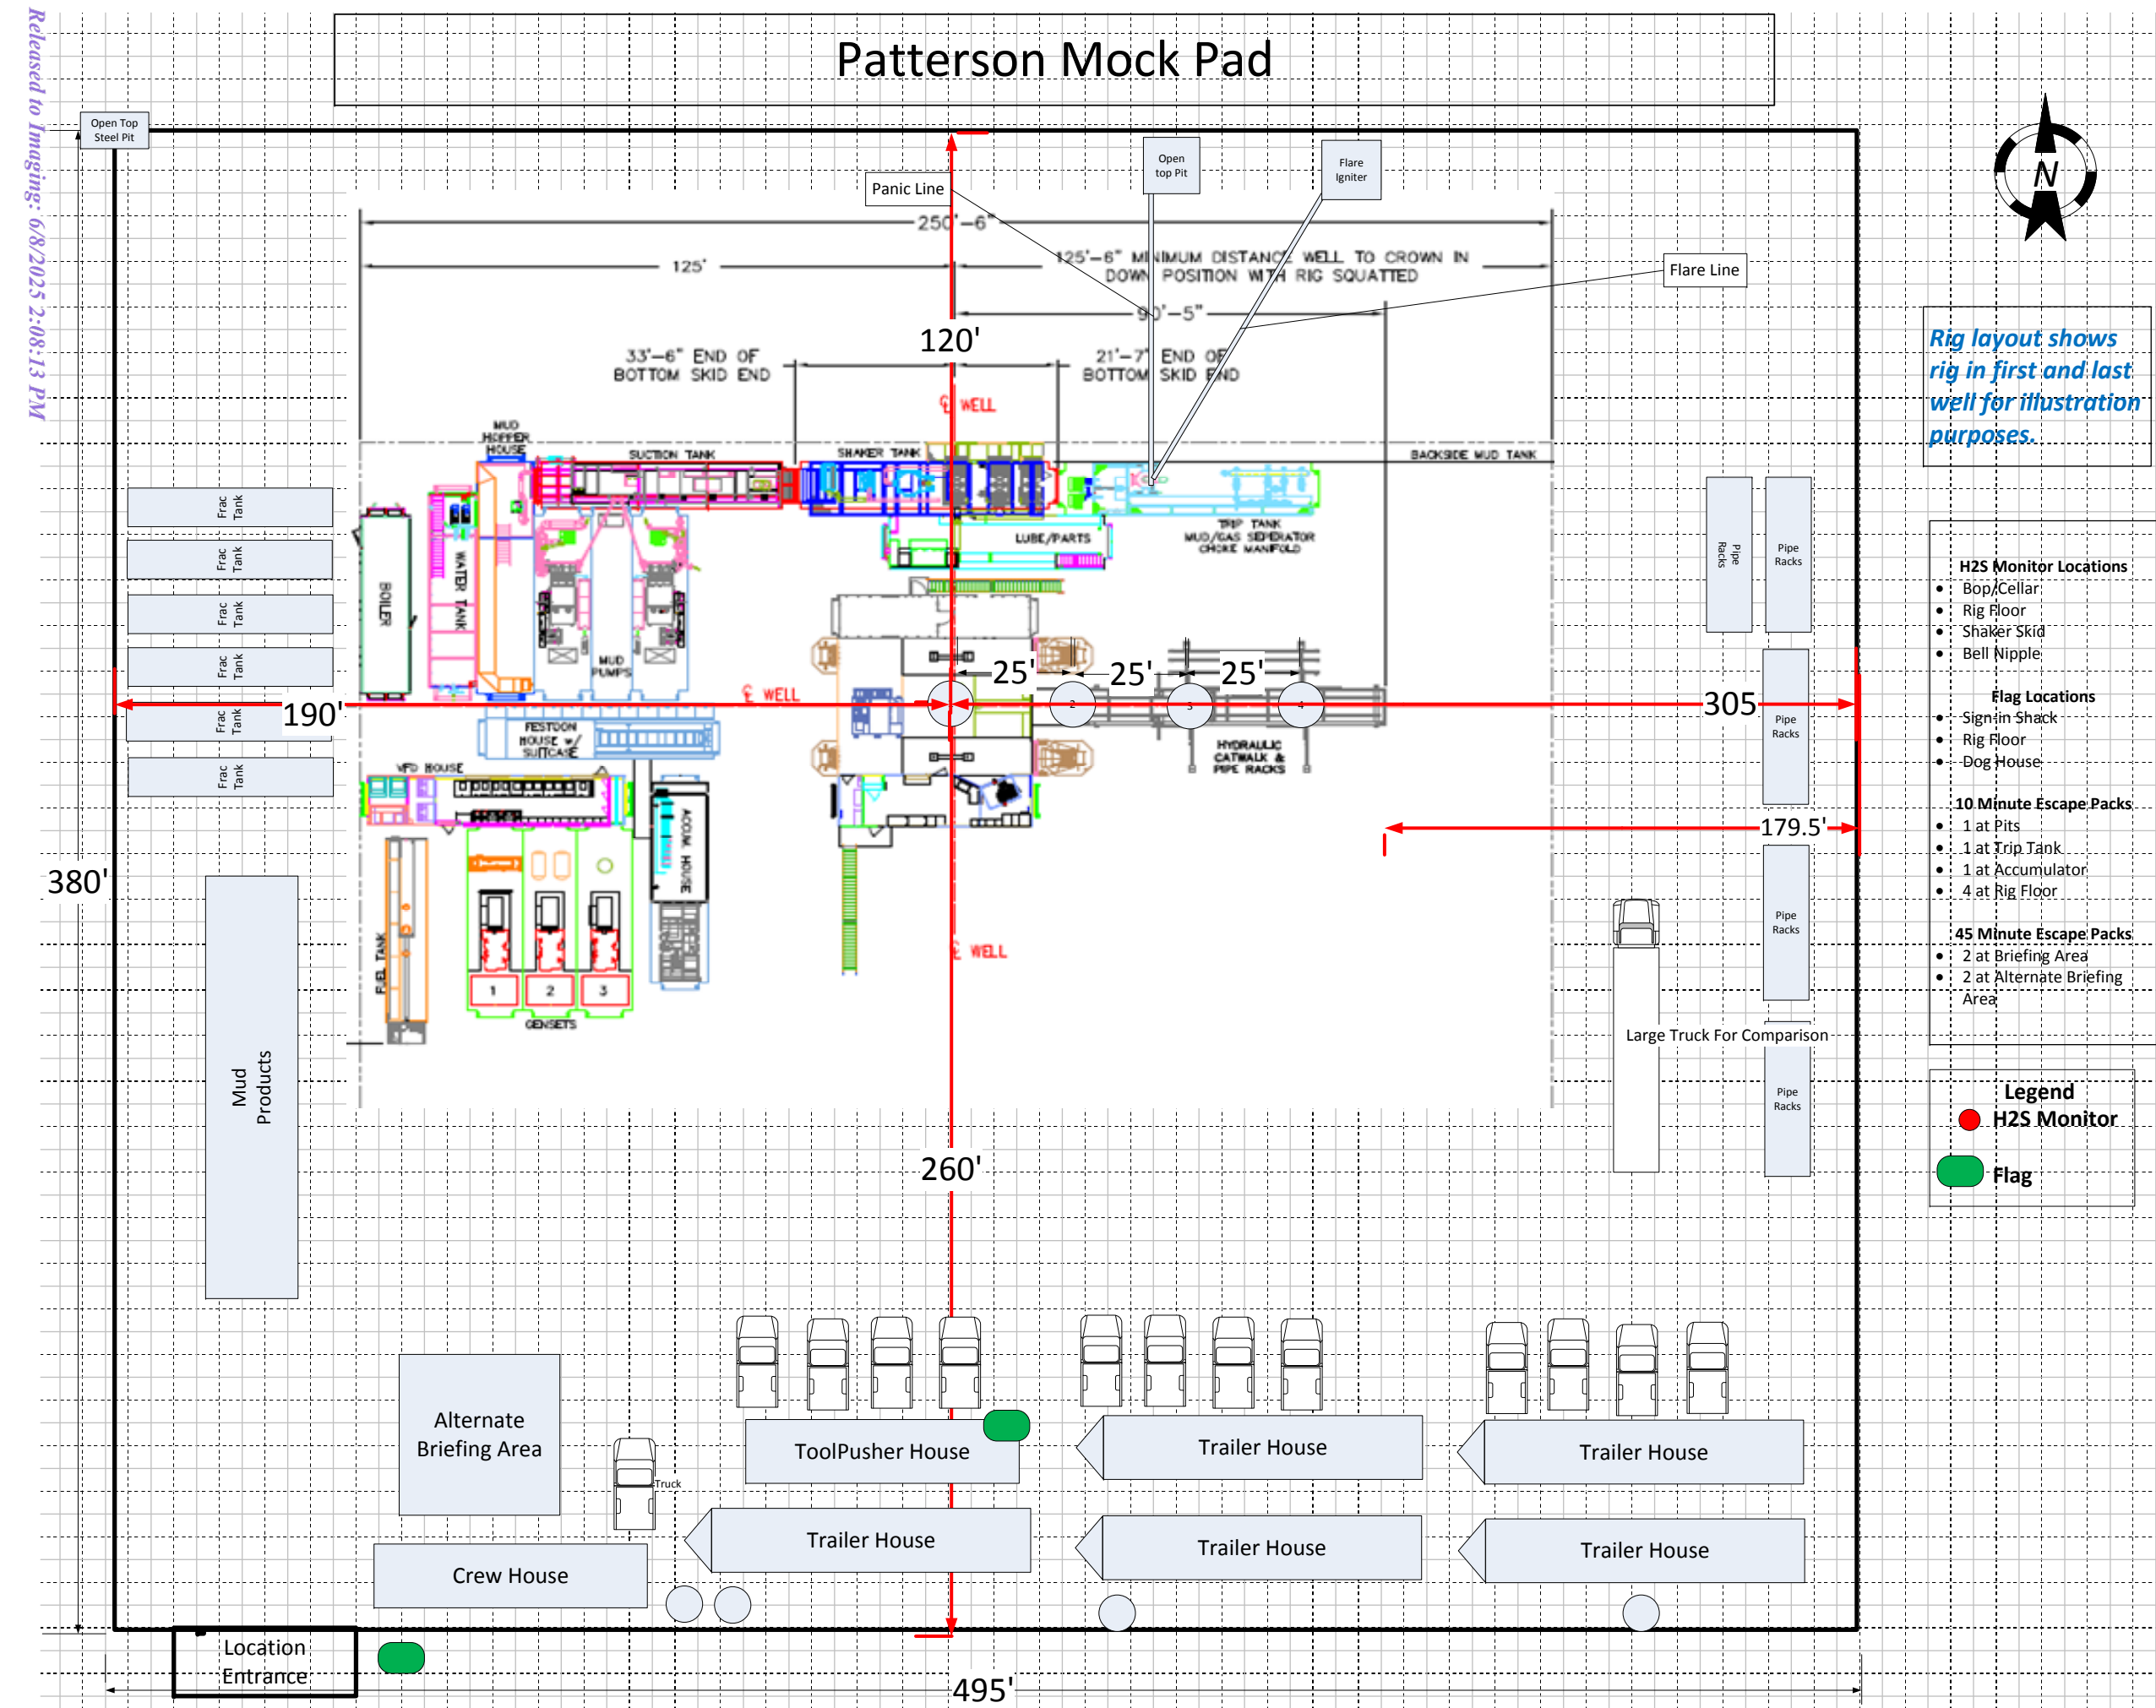 Released to Imaging: 6/8/2025 2:08:13 PM
Patterson Mock Pad
Open Top
Steel Pit
Open
top Pit
Flare
Igniter
N
Panic Line
250'-6"
125'
125'-6" MINIMUM DISTANCE WELL TO CROWN IN
DOWN POSITION WITH RIG SQUATTED
Flare Line
90'-5"
120'
33'-6" END OF
BOTTOM SKID END
21'-7" END OF
BOTTOM SKID END
Rig layout shows
rig in first and last
well for illustration
purposes.
℄ WELL
MUD
HOPPER
HOUSE
SUCTION TANK
SHAKER TANK
BACKSIDE MUD TANK
Frac
Tank
Frac
Tank
Frac
Tank
Frac
Tank
Frac
Tank
Frac
Tank
BOILER
WATER TANK
MUD
PUMPS
LUBE/PARTS
TRIP TANK
MUD/GAS SEPERATOR
CHOKE MANIFOLD
Pipe
Racks
Pipe
Racks
Pipe
Racks
Pipe
Racks
Pipe
Racks
H2S Monitor Locations
• Bop/Cellar
• Rig Floor
• Shaker Skid
• Bell Nipple
Flag Locations
• Sign-in Shack
• Rig Floor
• Dog House
10 Minute Escape Packs
• 1 at Pits
• 1 at Trip Tank
• 1 at Accumulator
• 4 at Rig Floor
45 Minute Escape Packs
• 2 at Briefing Area
• 2 at Alternate Briefing
Area
25'
25'
25'
℄ WELL
2
3
4
190'
305
FESTOON
HOUSE w/
SUITCASE
HYDRAULIC
CATWALK &
PIPE RACKS
VFD HOUSE
ACCUM. HOUSE
179.5'
380'
FUEL TANK
1
2
3
GENSETS
℄ WELL
Large Truck For Comparison
Mud
Products
Legend
H2S Monitor
Flag
260'
Alternate
Briefing Area
Truck
ToolPusher House
Trailer House
Trailer House
Trailer House
Trailer House
Trailer House
Crew House
Location
Entrance
495'